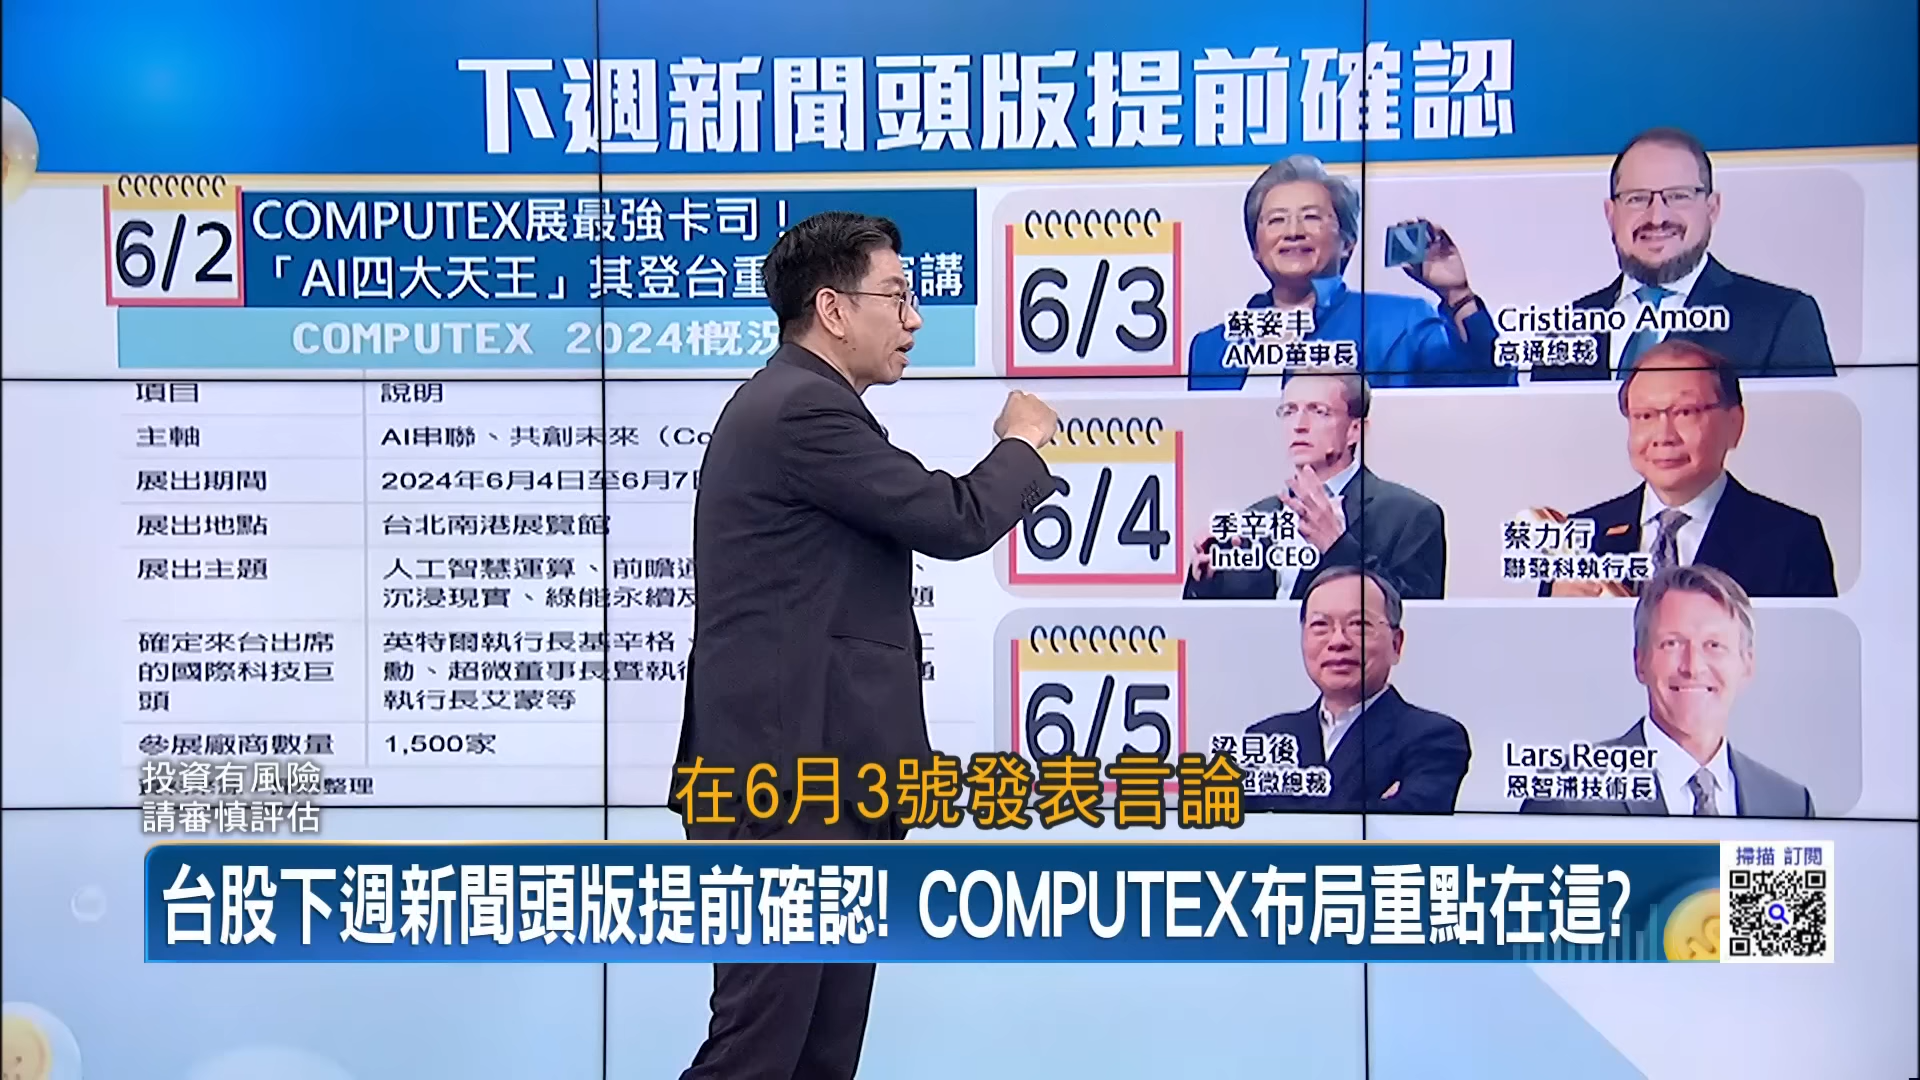 下週新聞頭版提前確認
6/2
COMPUTEX展最強卡司!
「AI四大天王」其登台重
演講
COMPUTEX 2024概況
項目
說明
主軸
AI串聯、共創未來（Co
展出期間
2024年6月4日至6月7日
展出地點
台北南港展覽館
展出主題
人工智慧運算、前瞻通
沉浸現實、綠能永續及
題
確定來台出席
的國際科技巨
頭
英特爾執行長基辛格、
仁
勳、超微董事長暨執行
通
執行長艾蒙等
參展廠商數量
1,500家
整理
6/3
蘇姿丰
AMD董事長
Cristiano Amon
高通總裁
6/4
季辛格
Intel CEO
蔡力行
聯發科執行長
6/5
梁見後
超微總裁
Lars Reger
恩智浦技術長
投資有風險
請審慎評估
在6月3號發表言論
台股下週新聞頭版提前確認! COMPUTEX布局重點在這?
掃描 訂閱